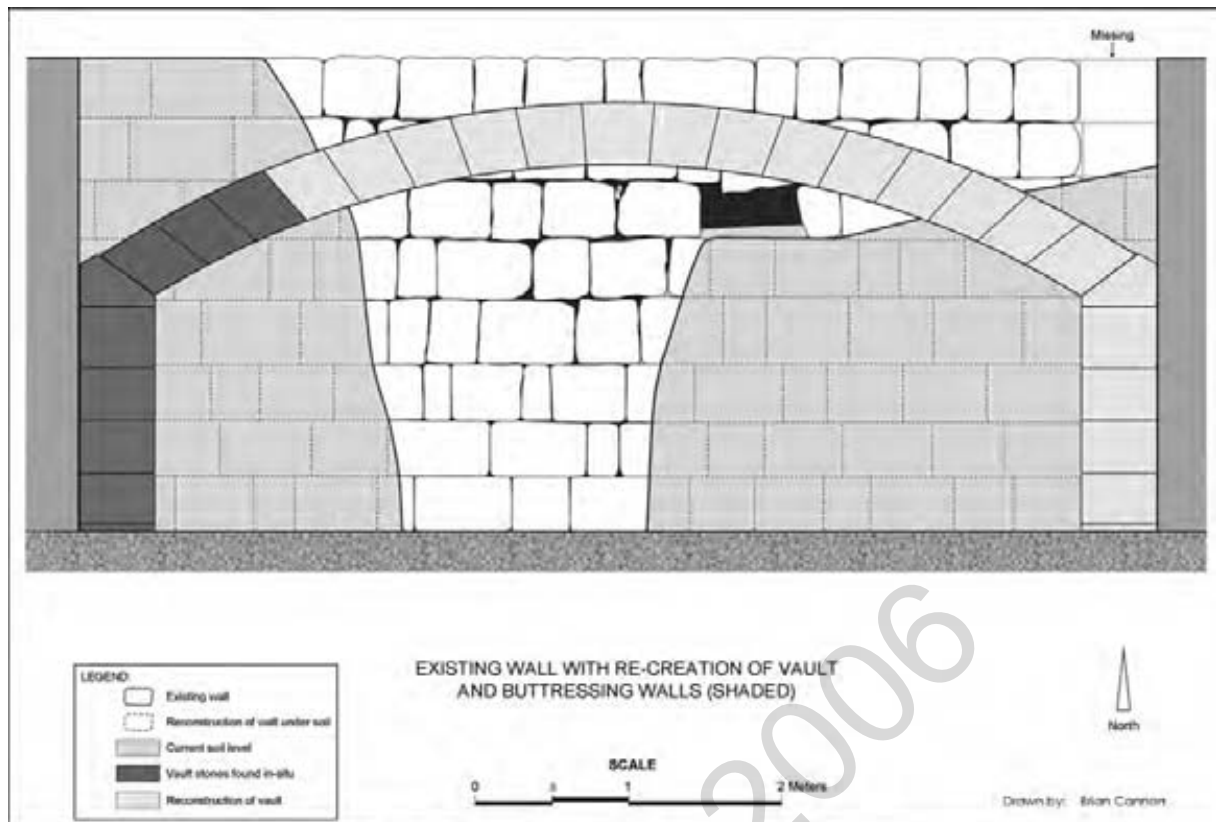 Missing
LEGEND:
Existing wall
Reconstruction of wall under soil
Current soil level
Vault stones found in-situ
Reconstruction of vault
EXISTING WALL WITH RE-CREATION OF VAULT
AND BUTTRESSING WALLS (SHADED)
North
SCALE
0 .5 1 2 Meters
Drawn by: Brian Cannon
2006